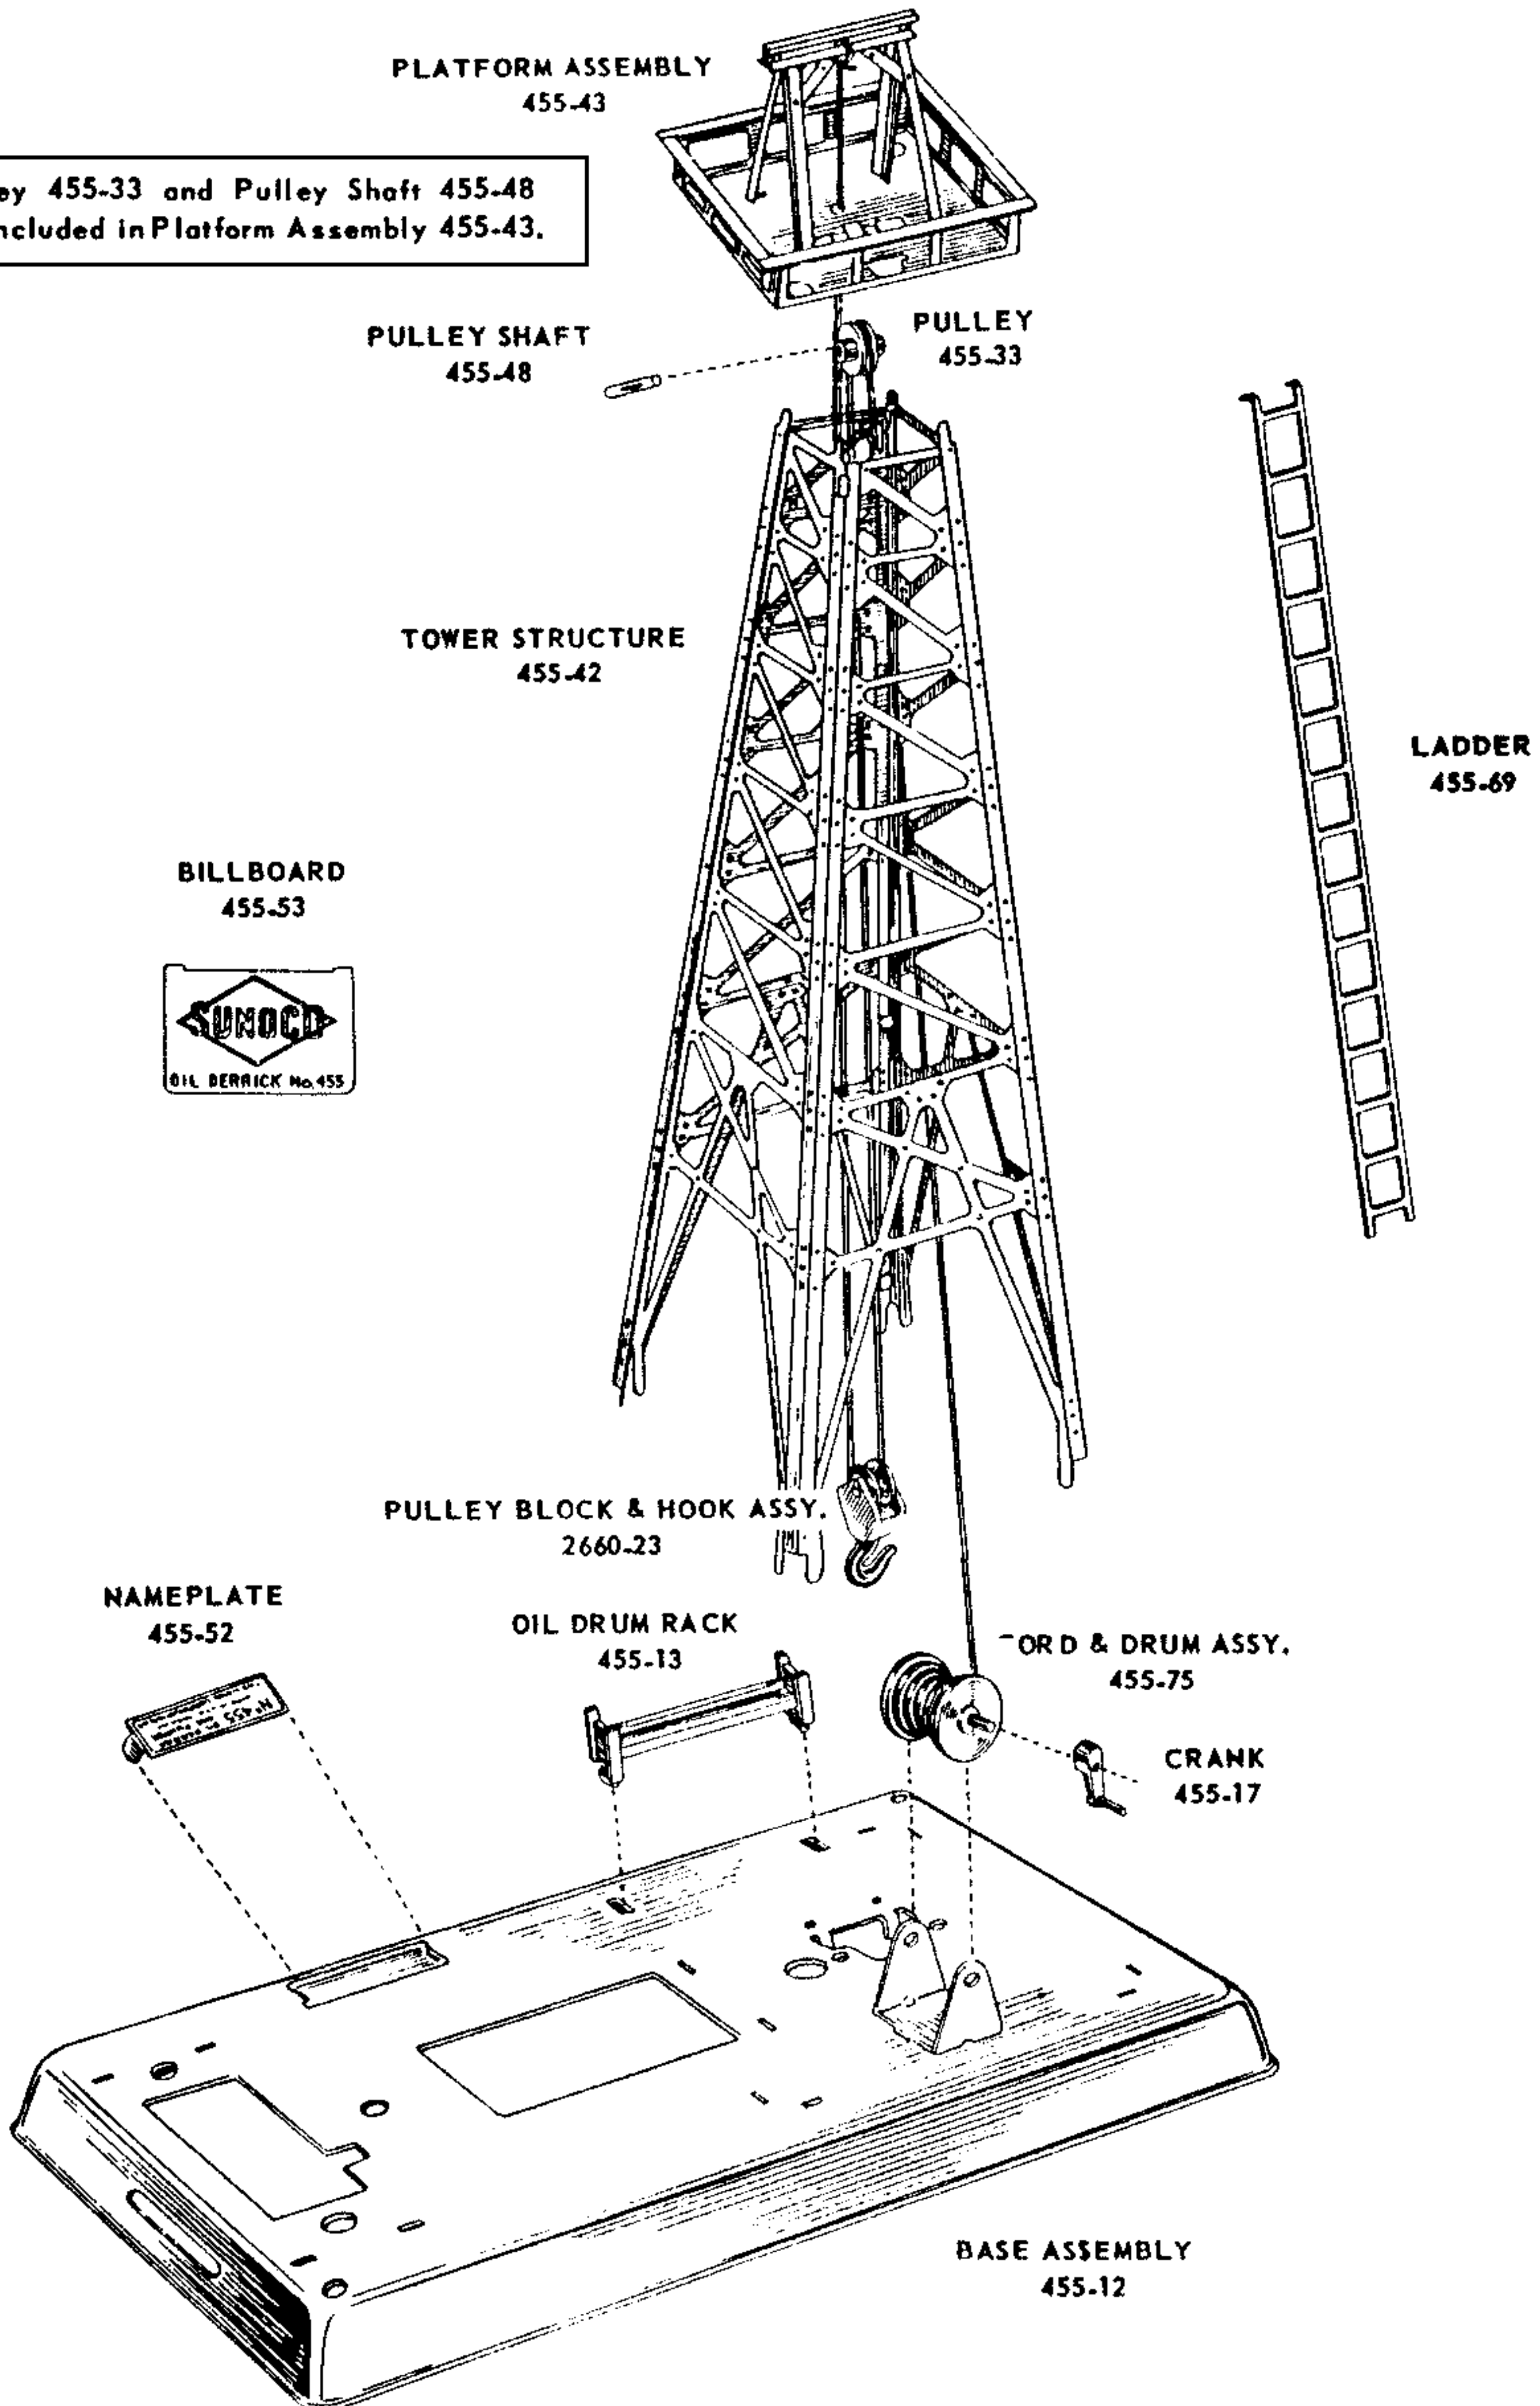 PLATFORM ASSEMBLY
455-43
ey 455-33 and Pulley Shaft 455-48
ncluded in Platform Assembly 455-43.
PULLEY SHAFT
455-48
PULLEY
455-33
TOWER STRUCTURE
455-42
LADDER
455-69
BILLBOARD
455-53
SUNOCO
OIL DERRICK No. 455
PULLEY BLOCK & HOOK ASSY.
2660-23
NAMEPLATE
455-52
OIL DRUM RACK
455-13
ORD & DRUM ASSY.
455-75
CRANK
455-17
BASE ASSEMBLY
455-12